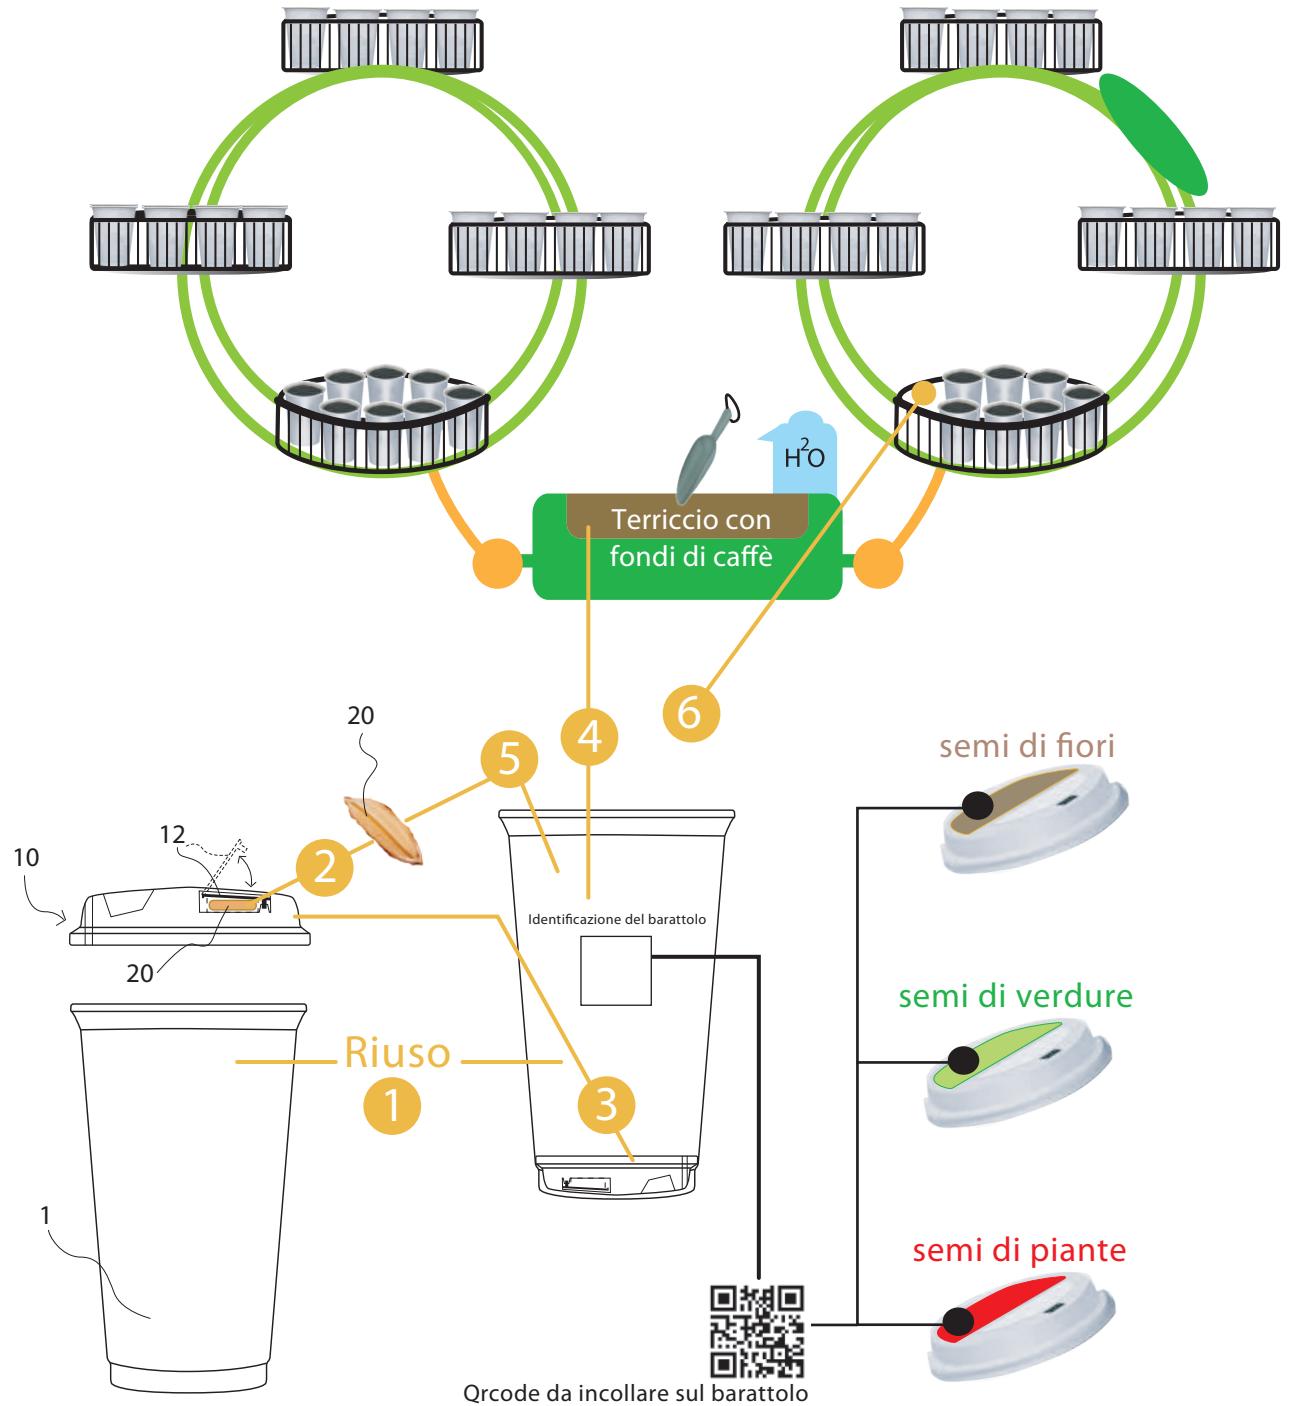 H2O
Terriccio con
fondi di caffè
6
20
4
5
semi di fiori
12
10
2
20
Identificazione del barattolo
semi di verdure
Riuso
1
3
1
semi di piante
Qrcode da incollare sul barattolo